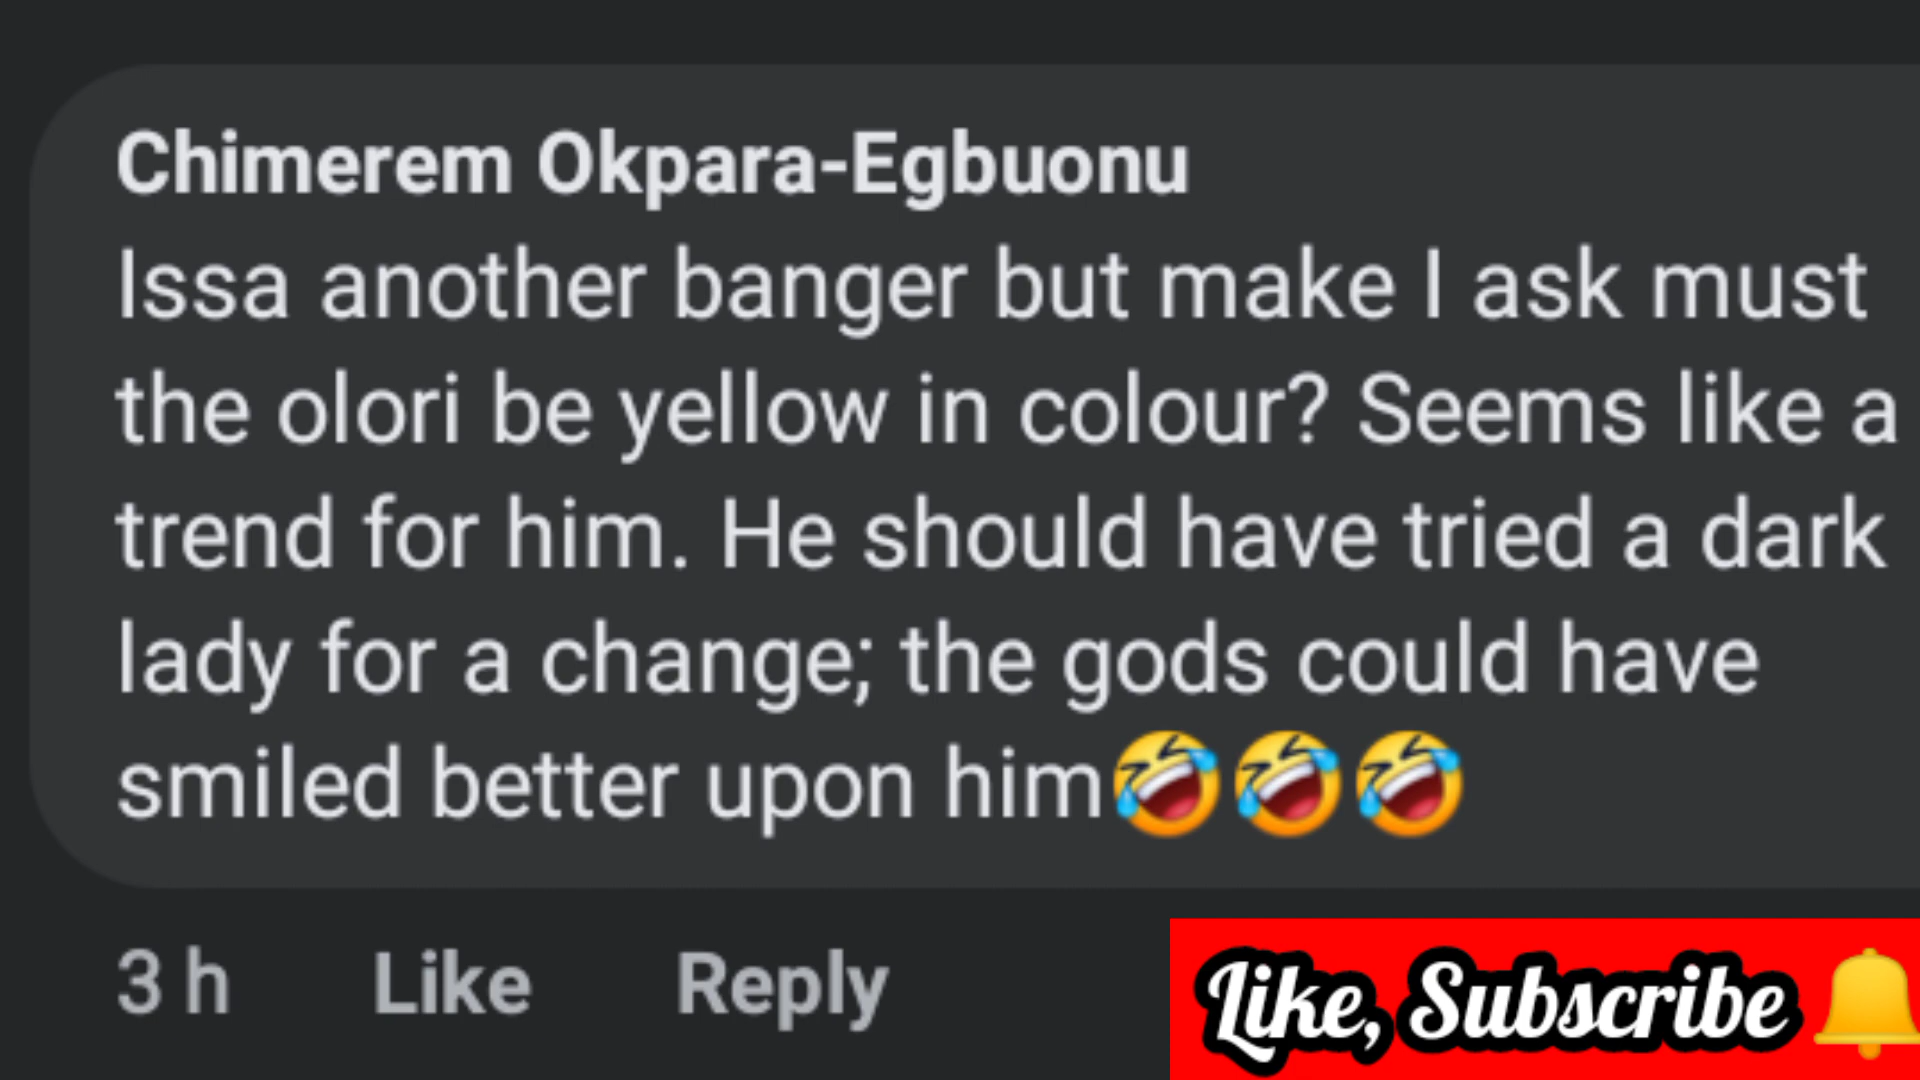 Chimerem Okpara-Egbuonu
Issa another banger but make I ask must
the olori be yellow in colour? Seems like a
trend for him. He should have tried a dark
lady for a change; the gods could have
smiled better upon him🤣🤣🤣
3 h Like Reply
Like, Subscribe 🔔